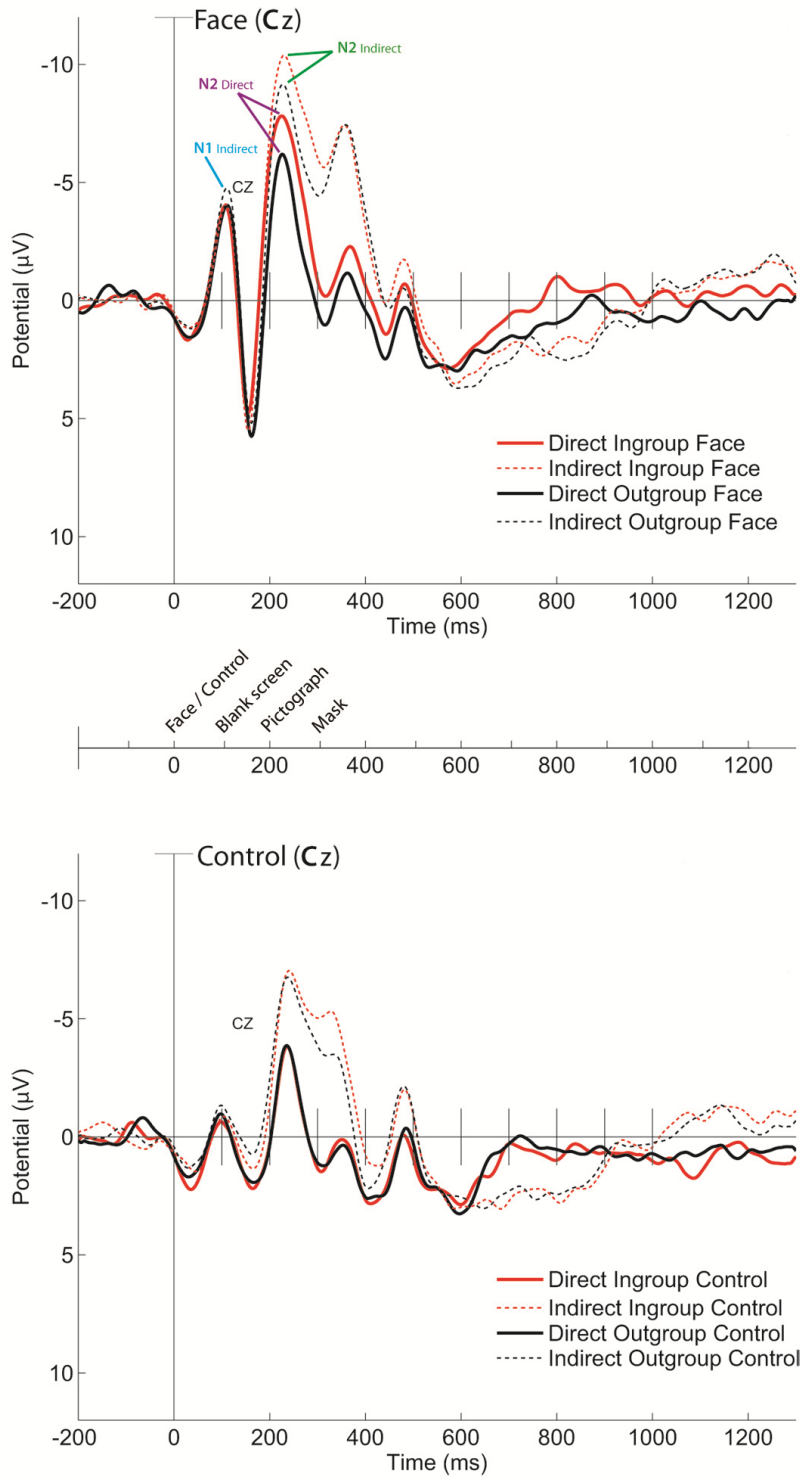 Face (Cz)
N2 Indirect
N2 Direct
N1 Indirect
CZ
-10
-5
0
5
10
Potential (µV)
Direct Ingroup Face
Indirect Ingroup Face
Direct Outgroup Face
Indirect Outgroup Face
-200 0 200 400 600 800 1000 1200
Time (ms)
Face / Control
Blank screen
Pictograph
Mask
0 200 400 600 800 1000 1200
Control (Cz)
-10
-5
0
5
10
CZ
Potential (µV)
Direct Ingroup Control
Indirect Ingroup Control
Direct Outgroup Control
Indirect Outgroup Control
-200 0 200 400 600 800 1000 1200
Time (ms)